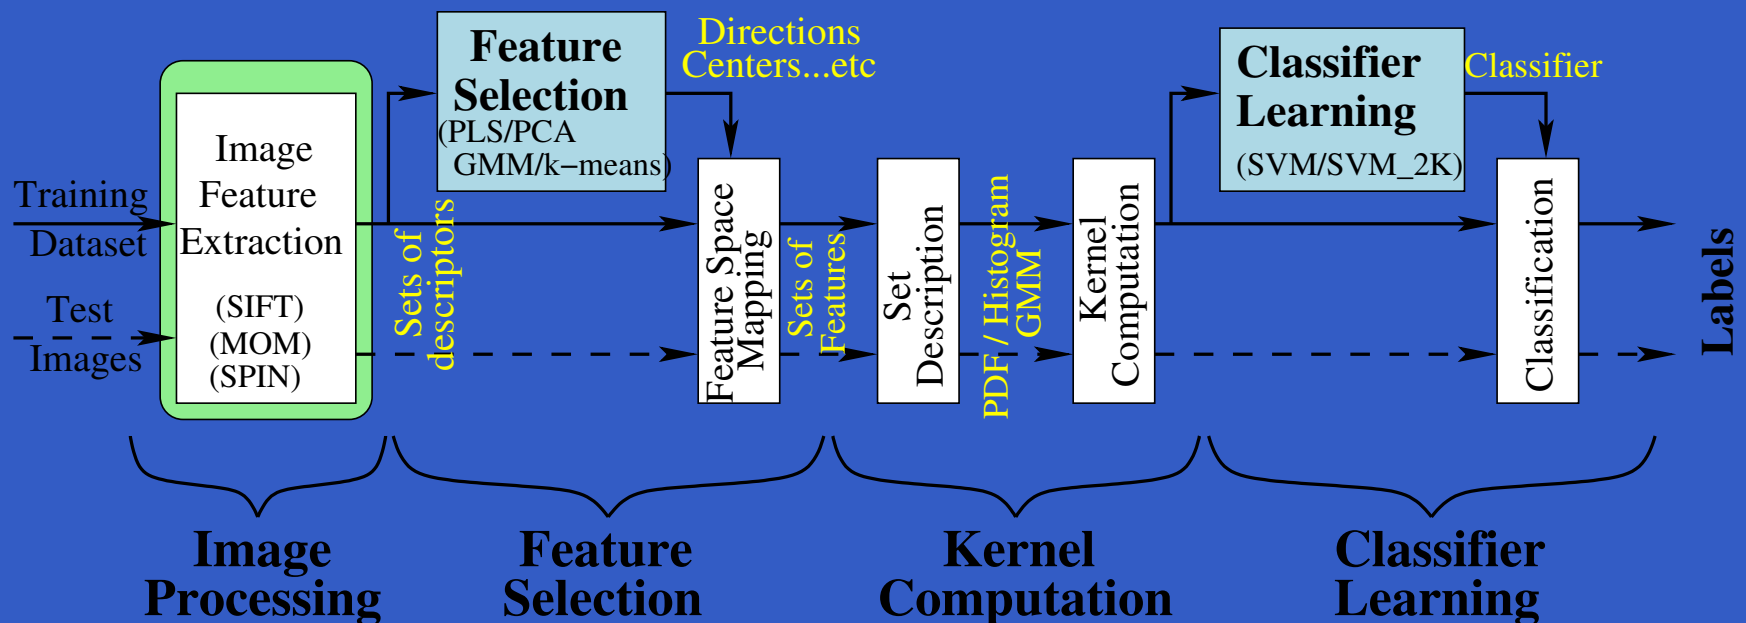 Training
Dataset
Test
Images
Image
Feature
Extraction
(SIFT)
(MOM)
(SPIN)
Sets of
descriptors
Feature
Selection
(PLS/PCA
GMM/k−means)
Directions
Centers...etc
Feature Space
Mapping
Sets of
Features
Set
Description
PDF / Histogram
GMM
Kernel
Computation
Classifier
Learning
(SVM/SVM_2K)
Classifier
Classification
Labels
Image
Processing
Feature
Selection
Kernel
Computation
Classifier
Learning